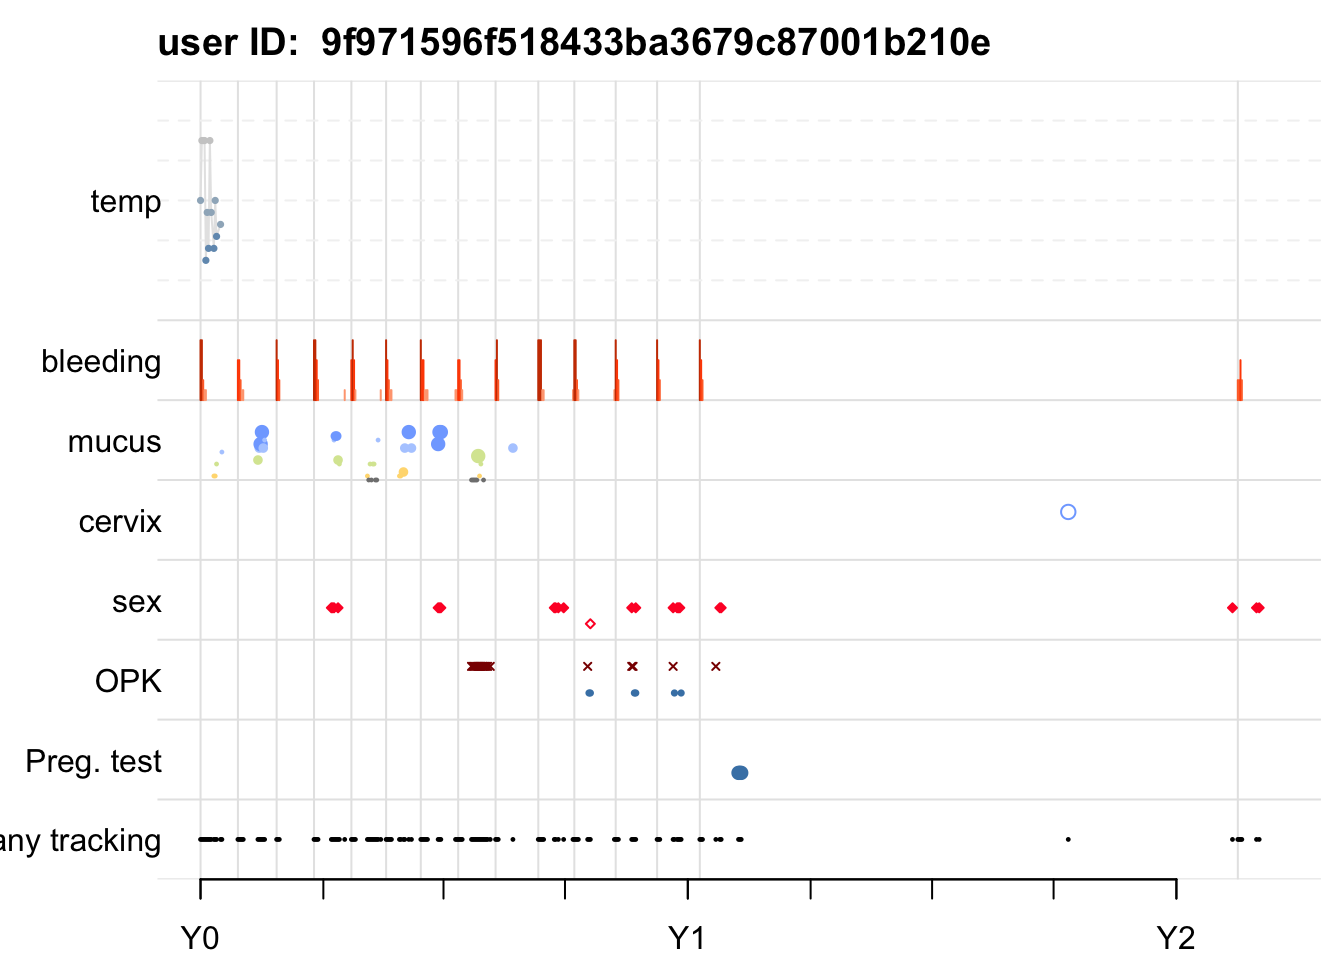 user ID:  9f971596f518433ba3679c87001b210e
temp
bleeding
mucus
cervix
sex
OPK
Preg. test
any tracking
Y0 Y1 Y2